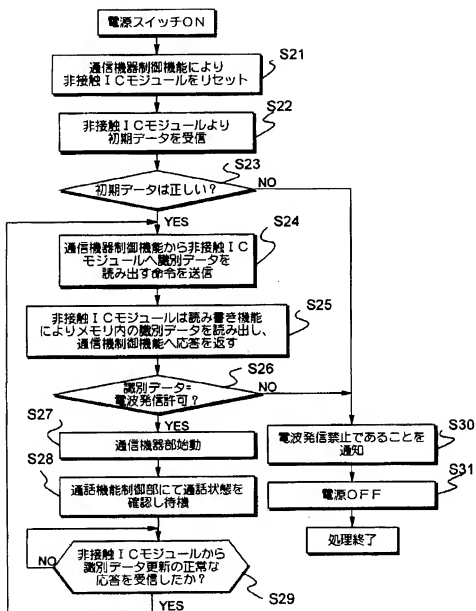 電源スイッチON
S21
通信機器制御機能により
非接触ICモジュールをリセット
S22
非接触ICモジュールより
初期データを受信
S23
初期データは正しい？
NO
YES
S24
通信機器制御機能から非接触IC
モジュールへ識別データを
読み出す命令を送信
S25
非接触ICモジュールは読み書き機能
によりメモリ内の識別データを読み出し、
通信機制御機能へ応答を返す
S26
識別データ=
電波発信許可？
NO
YES
S27
通信機器部始動
S28
通話機能制御部にて通話状態を
確認し待機
NO
非接触ICモジュールから
識別データ更新の正常な
応答を受信したか？
S29
YES
S30
電波発信禁止であることを
通知
S31
電源OFF
処理終了